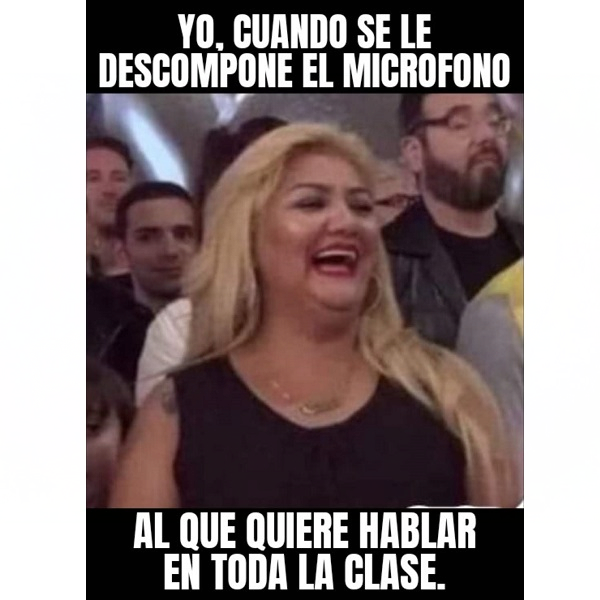 YO, CUANDO SE LE
DESCOMPONE EL MICROFONO
AL QUE QUIERE HABLAR
EN TODA LA CLASE.